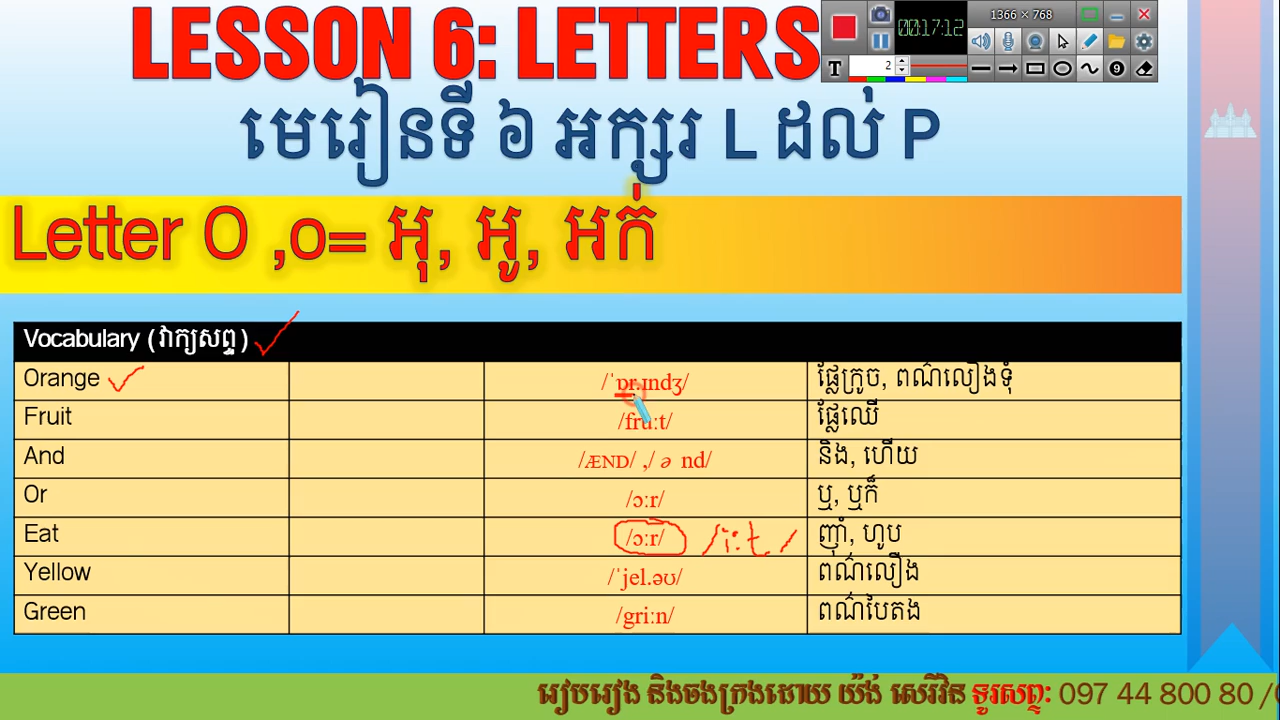 LESSON 6: LETTERS
00:17:12
1366 × 768
T
2
9
មេរៀនទី ៦ អក្សរ L ដល់ P
Letter O ,o= អុ, អូ, អក់
Vocabulary (វាក្យសព្ទ)
Orange /ˈɒr.ɪndʒ/ ផ្លែក្រូច, ពណ៌លឿងទុំ
Fruit /fruːt/ ផ្លែឈើ
And /ÆND/ ,/ ə nd/ និង, ហើយ
Or /ɔːr/ ឬ, ឬក៏
Eat /ɔːr/ /i:t/ ញ៉ាំ, ហូប
Yellow /ˈjel.əʊ/ ពណ៌លឿង
Green /ɡriːn/ ពណ៌បៃតង
រៀបរៀង និងចងក្រងដោយ យ៉ង់ សេរីវិន ទូរសព្ទ: 097 44 800 80 /